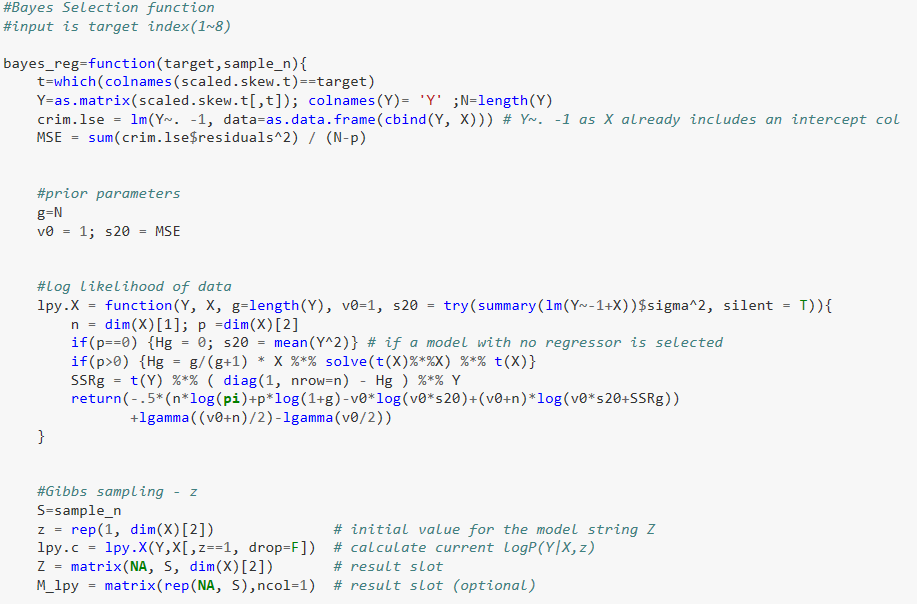 #Bayes Selection function
#input is target index(1~8)
bayes_reg=function(target,sample_n){
t=which(colnames(scaled.skew.t)==target)
Y=as.matrix(scaled.skew.t[,t]); colnames(Y)= 'Y' ;N=length(Y)
crim.lse = lm(Y~. -1, data=as.data.frame(cbind(Y, X))) # Y~. -1 as X already includes an intercept col
MSE = sum(crim.lse$residuals^2) / (N-p)
#prior parameters
g=N
v0 = 1; s20 = MSE
#log likelihood of data
lpy.X = function(Y, X, g=length(Y), v0=1, s20 = try(summary(lm(Y~-1+X))$sigma^2, silent = T)){
n = dim(X)[1]; p =dim(X)[2]
if(p==0) {Hg = 0; s20 = mean(Y^2)} # if a model with no regressor is selected
if(p>0) {Hg = g/(g+1) * X %*% solve(t(X)%*%X) %*% t(X)}
SSRg = t(Y) %*% ( diag(1, nrow=n) - Hg ) %*% Y
return(-.5*(n*log(pi)+p*log(1+g)-v0*log(v0*s20)+(v0+n)*log(v0*s20+SSRg))
+lgamma((v0+n)/2)-lgamma(v0/2))
}
#Gibbs sampling - z
S=sample_n
z = rep(1, dim(X)[2]) # initial value for the model string Z
lpy.c = lpy.X(Y,X[,z==1, drop=F]) # calculate current logP(Y|X,z)
Z = matrix(NA, S, dim(X)[2]) # result slot
M_lpy = matrix(rep(NA, S),ncol=1) # result slot (optional)